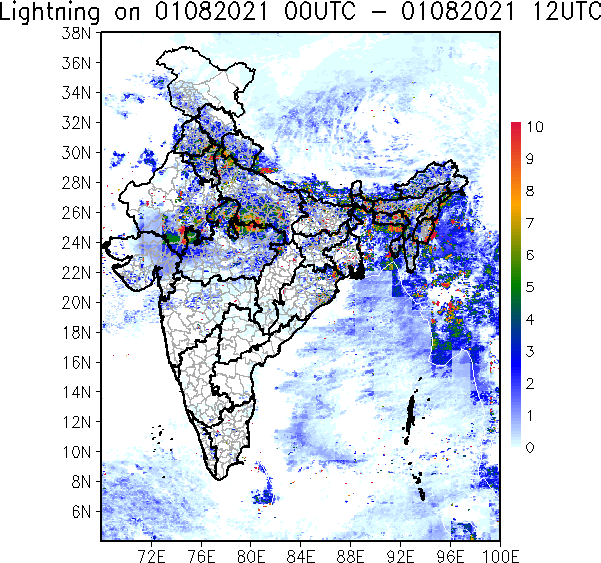 Lightning on 01082021 00UTC – 01082021 12UTC
38N
36N
34N
32N
30N
28N
26N
24N
22N
20N
18N
16N
14N
12N
10N
8N
6N
72E 76E 80E 84E 88E 92E 96E 100E
10
9
8
7
6
5
4
3
2
1
0